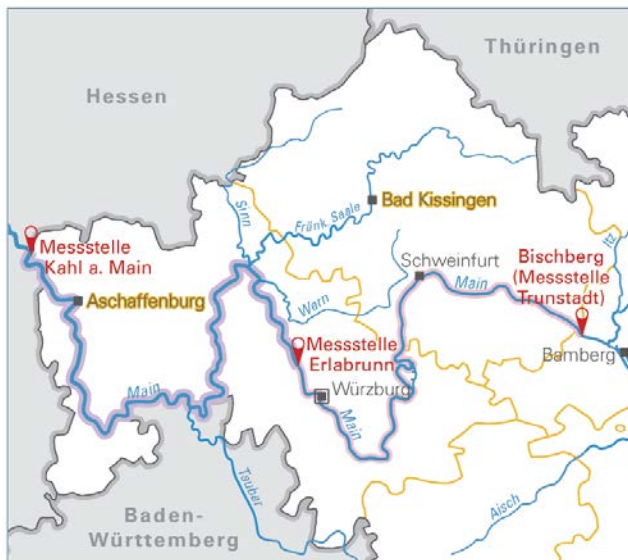 Thüringen
Hessen
Sinn
Fränk. Saale
Bad Kissingen
Itz
Messstelle
Kahl a. Main
Schweinfurt
Main
Bischberg
(Messstelle
Trunstadt)
Aschaffenburg
Wern
Messstelle
Erlabrunn
Bamberg
Main
Würzburg
Main
Tauber
Aisch
Baden-
Württemberg